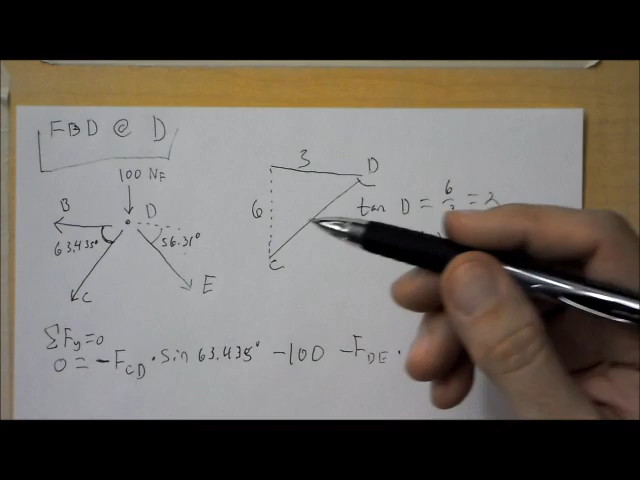 FBD @ D
100 N
B
D
63.435°
56.31°
C
E
3
D
6
C
tan D = 6/3 = 2
ΣFy=0
0 = -FCD · sin 63.435° -100 -FDE ·